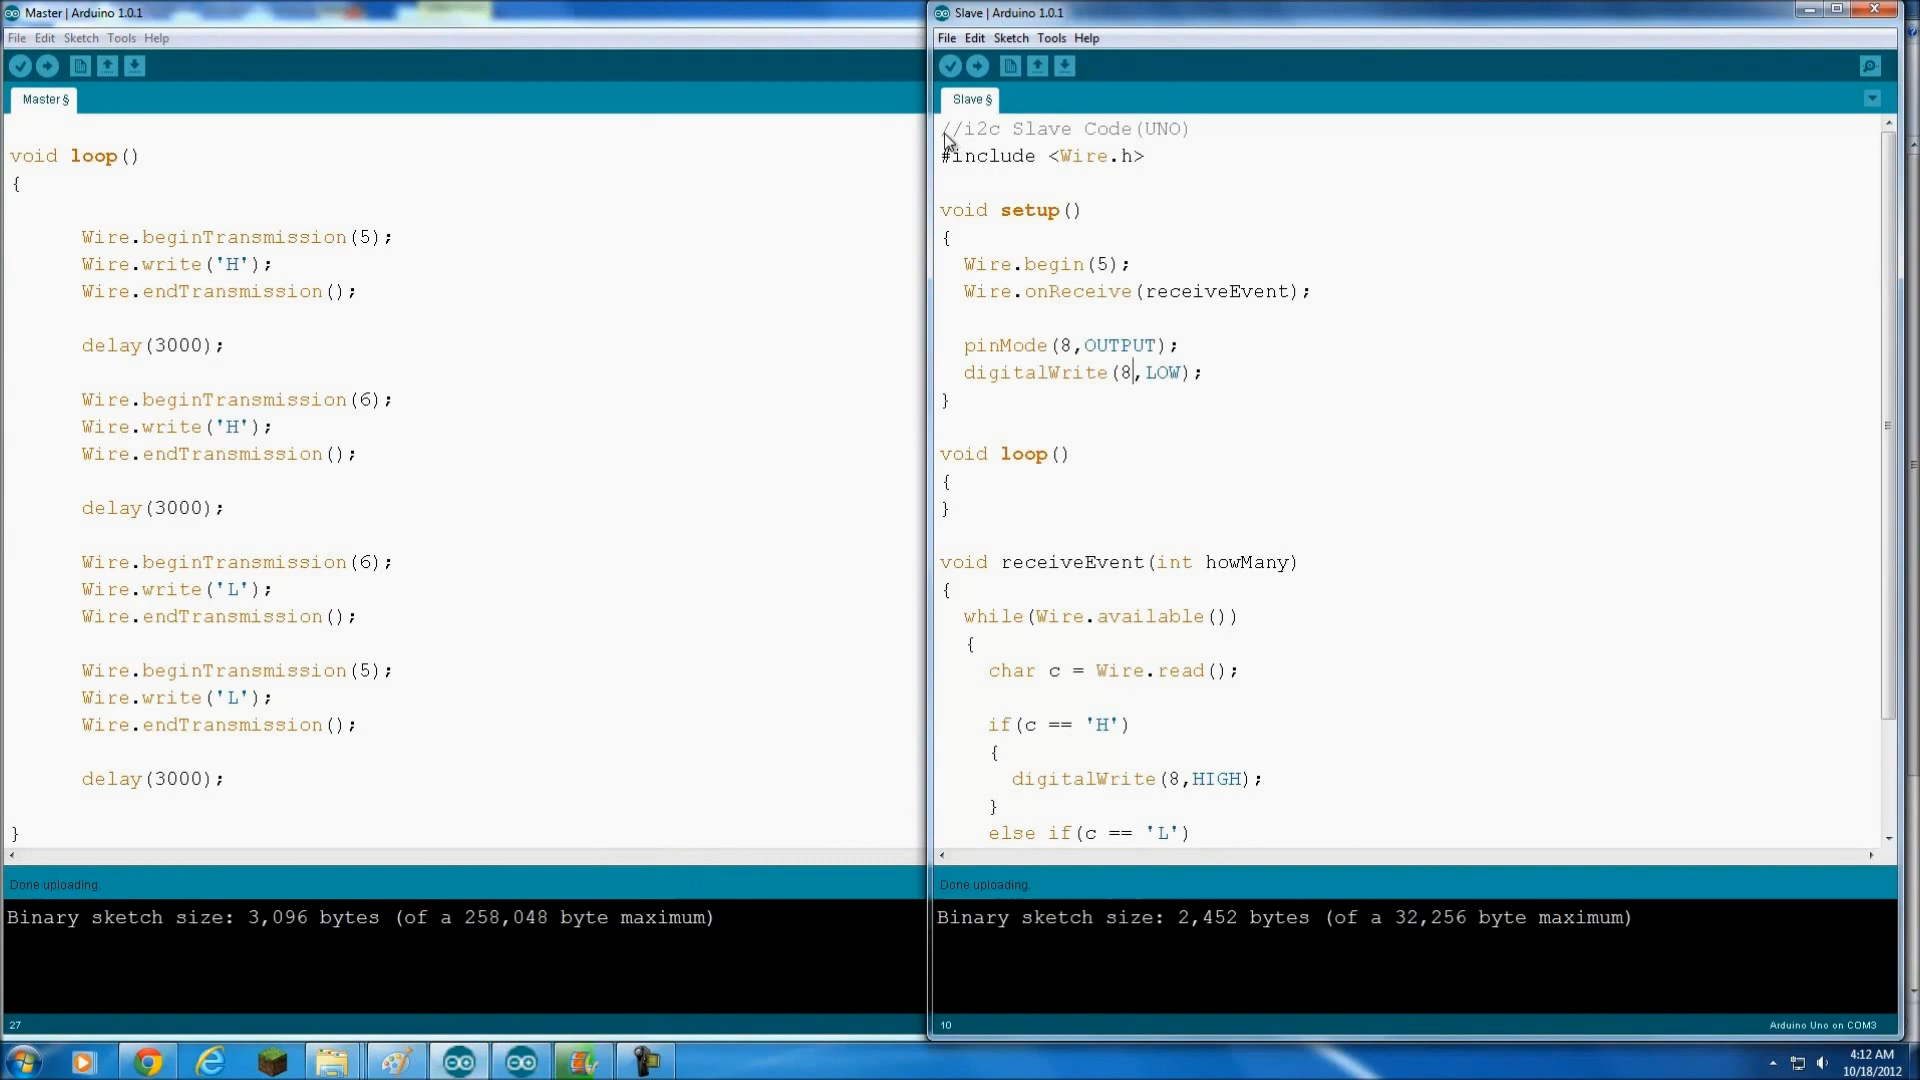 Master | Arduino 1.0.1
File Edit Sketch Tools Help
Master §
void loop()
{
Wire.beginTransmission(5);
Wire.write('H');
Wire.endTransmission();
delay(3000);
Wire.beginTransmission(6);
Wire.write('H');
Wire.endTransmission();
delay(3000);
Wire.beginTransmission(6);
Wire.write('L');
Wire.endTransmission();
Wire.beginTransmission(5);
Wire.write('L');
Wire.endTransmission();
delay(3000);
}
Done uploading.
Binary sketch size: 3,096 bytes (of a 258,048 byte maximum)
27
Slave | Arduino 1.0.1
File Edit Sketch Tools Help
Slave §
//i2c Slave Code(UNO)
#include <Wire.h>
void setup()
{
Wire.begin(5);
Wire.onReceive(receiveEvent);
pinMode(8,OUTPUT);
digitalWrite(8,LOW);
}
void loop()
{
}
void receiveEvent(int howMany)
{
while(Wire.available())
{
char c = Wire.read();
if(c == 'H')
{
digitalWrite(8,HIGH);
}
else if(c == 'L')
Done uploading.
Binary sketch size: 2,452 bytes (of a 32,256 byte maximum)
10
Arduino Uno on COM3
4:12 AM
10/18/2012